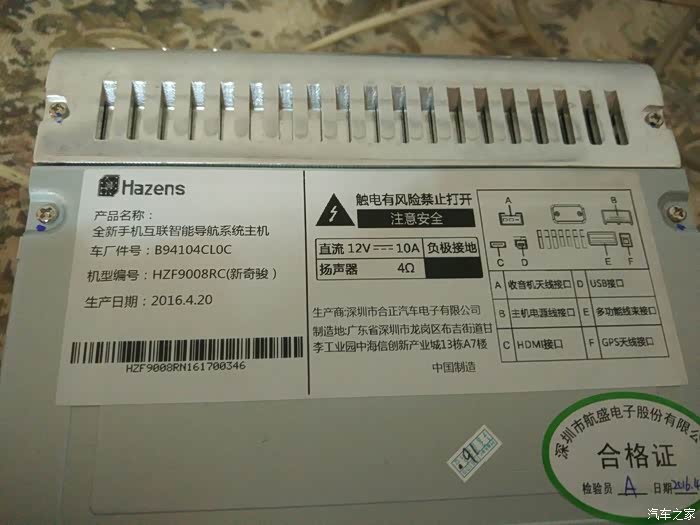 Hazens
产品名称：
全新手机互联智能导航系统主机
车厂件号：B94104CL0C
机型编号：HZF9008RC(新奇骏)
生产日期：2016.4.20
HZF9008RN161700346
触电有风险禁止打开
注意安全
直流 12V 10A 负极接地
扬声器 4Ω
生产商:深圳市合正汽车电子有限公司
制造地:广东省深圳市龙岗区布吉街道甘
李工业园中海信创新产业城13栋A7楼
中国制造
A B
C D E F
A 收音机天线接口 D USB接口
B 主机电源线接口 E 多功能线束接口
C HDMI接口 F GPS天线接口
深圳市航盛电子股份有限公
合格证
检验员 A 日期 2016.4
汽车之家